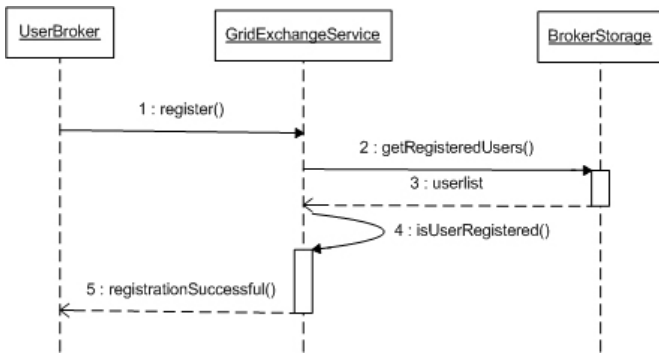 UserBroker
GridExchangeService
BrokerStorage
1 : register()
2 : getRegisteredUsers()
3 : userlist
4 : isUserRegistered()
5 : registrationSuccessful()